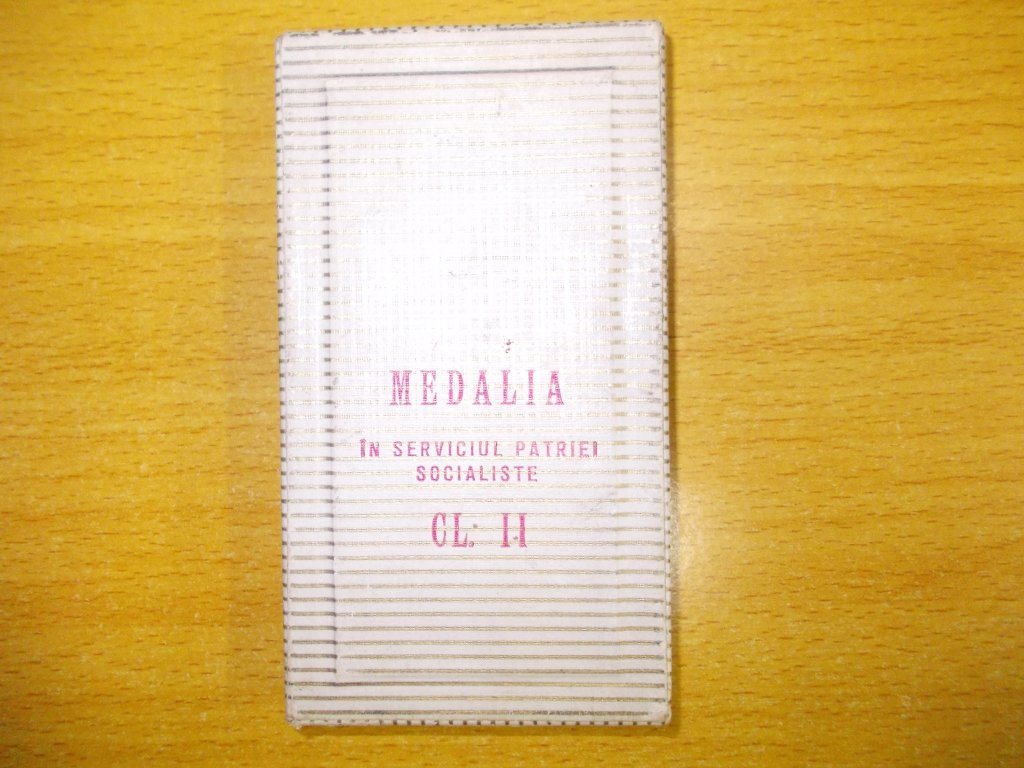 MEDALIA
ÎN SERVICIUL PATRIEI
SOCIALISTE
CL. II